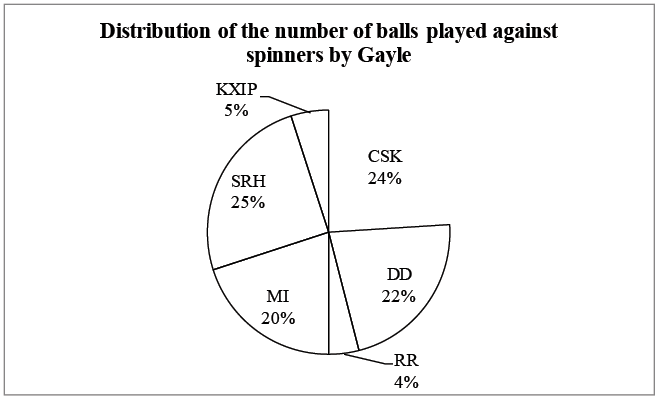 Distribution of the number of balls played against
spinners by Gayle
KXIP
5%
CSK
24%
SRH
25%
DD
22%
MI
20%
RR
4%